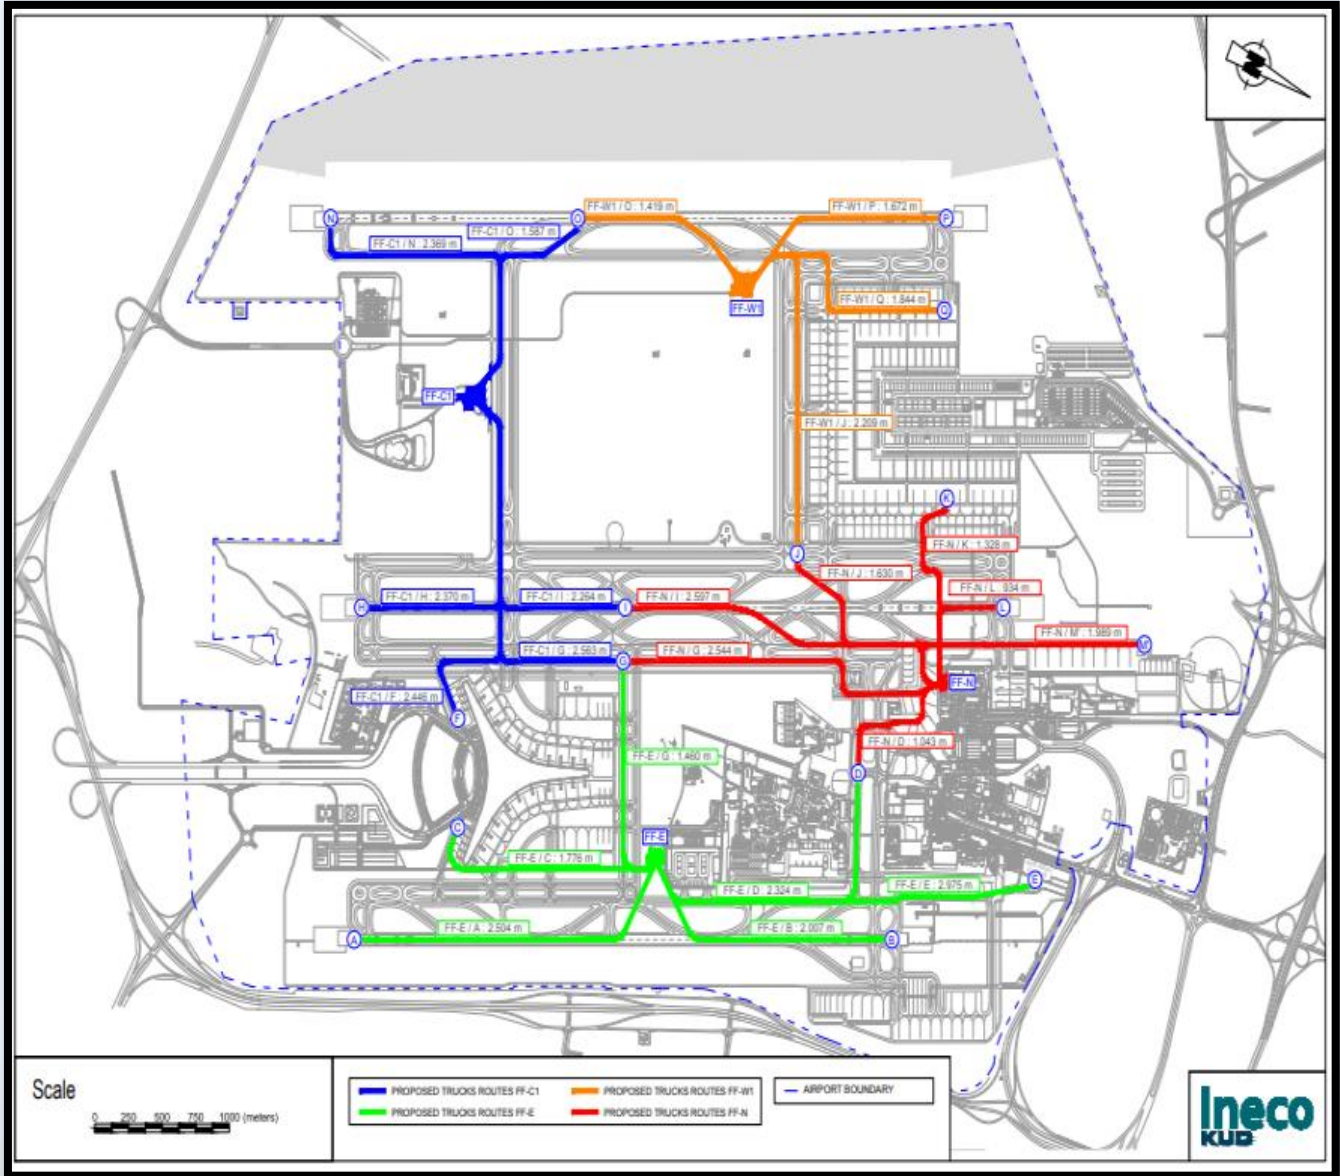 N
FF-W1 / O : 1.419 m
FF-W1 / P : 1.672 m
N
O
P
FF-C1 / O : 1.587 m
FF-C1 / N : 2.369 m
FF-W1 / Q : 1.844 m
Q
FF-W1
FF-C1
FF-W1 / J : 2.209 m
K
FF-N / K : 1.328 m
J
FF-N / J : 1.630 m
FF-N / L : 934 m
FF-C1 / H : 2.370 m
FF-C1 / I : 2.264 m
FF-N / I : 2.597 m
H
I
L
FF-N / M' : 1.989 m
M'
FF-C1 / G : 2.563 m
FF-N / G : 2.544 m
G
FF-N
FF-C1 / F : 2.446 m
F
FF-N / D : 1.043 m
FF-E / G : 1.460 m
D
C
FF-E
FF-E / C : 1.776 m
FF-E / D : 2.324 m
FF-E / E : 2.975 m
E
FF-E / A : 2.504 m
FF-E / B : 2.007 m
A
B
Scale
0 250 500 750 1000 (meters)
PROPOSED TRUCKS ROUTES FF-C1
PROPOSED TRUCKS ROUTES FF-W1
PROPOSED TRUCKS ROUTES FF-E
PROPOSED TRUCKS ROUTES FF-N
AIRPORT BOUNDARY
Ineco
KUD